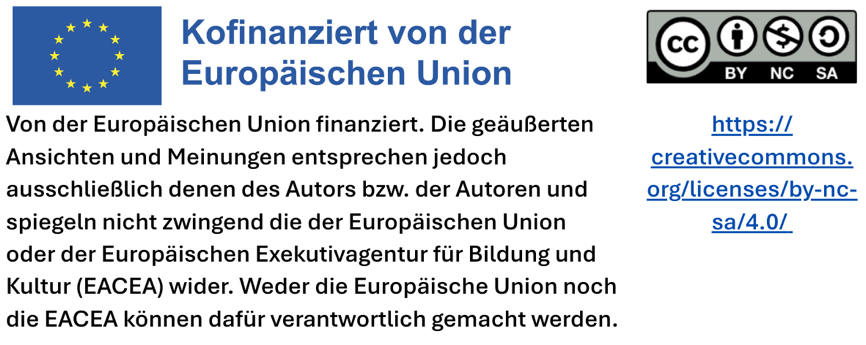 Kofinanziert von der
Europäischen Union
Von der Europäischen Union finanziert. Die geäußerten
Ansichten und Meinungen entsprechen jedoch
ausschließlich denen des Autors bzw. der Autoren und
spiegeln nicht zwingend die der Europäischen Union
oder der Europäischen Exekutivagentur für Bildung und
Kultur (EACEA) wider. Weder die Europäische Union noch
die EACEA können dafür verantwortlich gemacht werden.
cc
BY NC SA
https://
creativecommons.
org/licenses/by-nc-
sa/4.0/